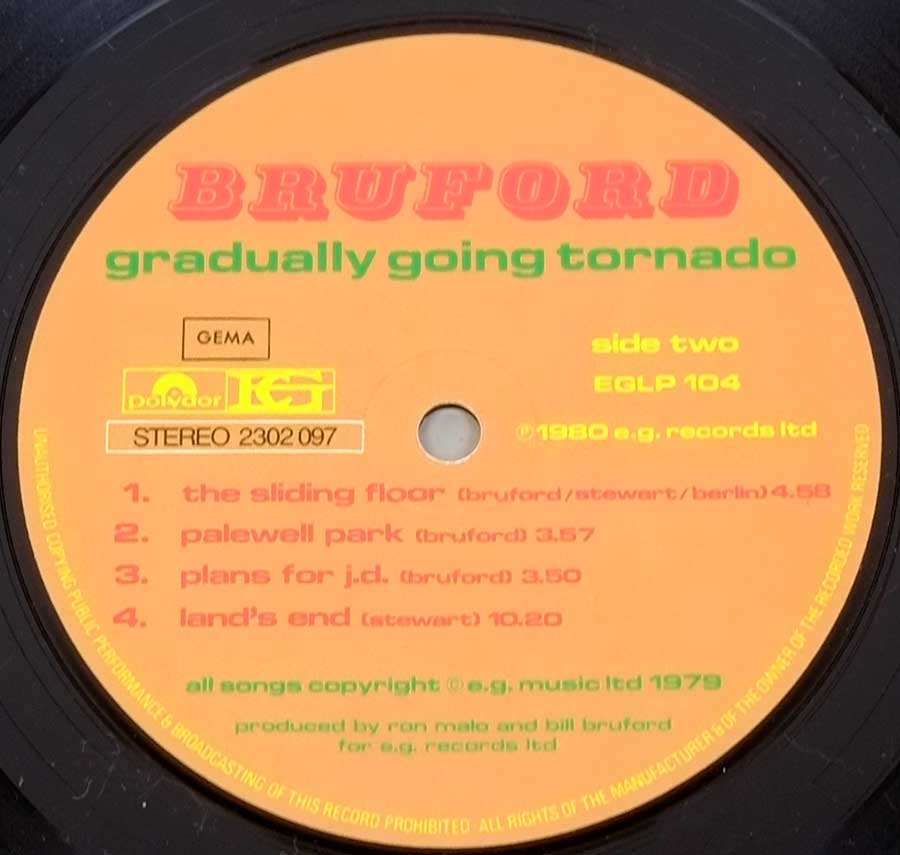 BRUFORD
gradually going tornado
GEMA
side two
polydor EG
EGLP 104
STEREO 2302 097
℗1980 e.g. records ltd
1. the sliding floor (bruford/stewart/berlin) 4.58
2. palewell park (bruford) 3.57
3. plans for j.d. (bruford) 3.50
4. land's end (stewart) 10.20
all songs copyright © e.g. music ltd 1979
produced by ron malo and bill bruford
for e.g. records ltd
UNAUTHORISED COPYING PUBLIC PERFORMANCE & BROADCASTING OF THIS RECORD PROHIBITED · ALL RIGHTS OF THE MANUFACTURER & OF THE OWNER OF THE RECORDED WORK RESERVED